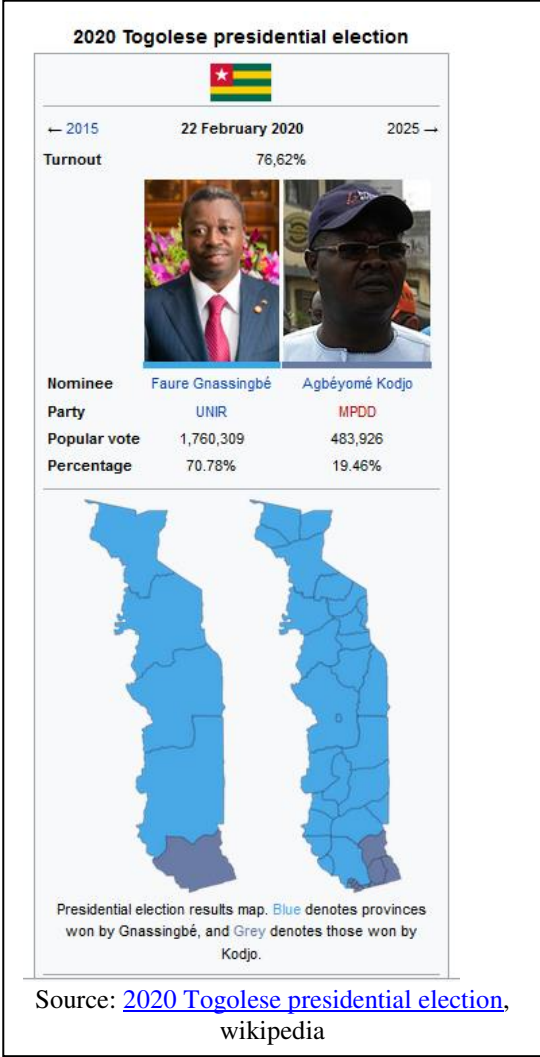 2020 Togolese presidential election
← 2015 22 February 2020 2025 →
Turnout 76,62%
Nominee Faure Gnassingbé Agbéyomé Kodjo
Party UNIR MPDD
Popular vote 1,760,309 483,926
Percentage 70.78% 19.46%
Presidential election results map. Blue denotes provinces
won by Gnassingbé, and Grey denotes those won by
Kodjo.
Source: 2020 Togolese presidential election,
wikipedia